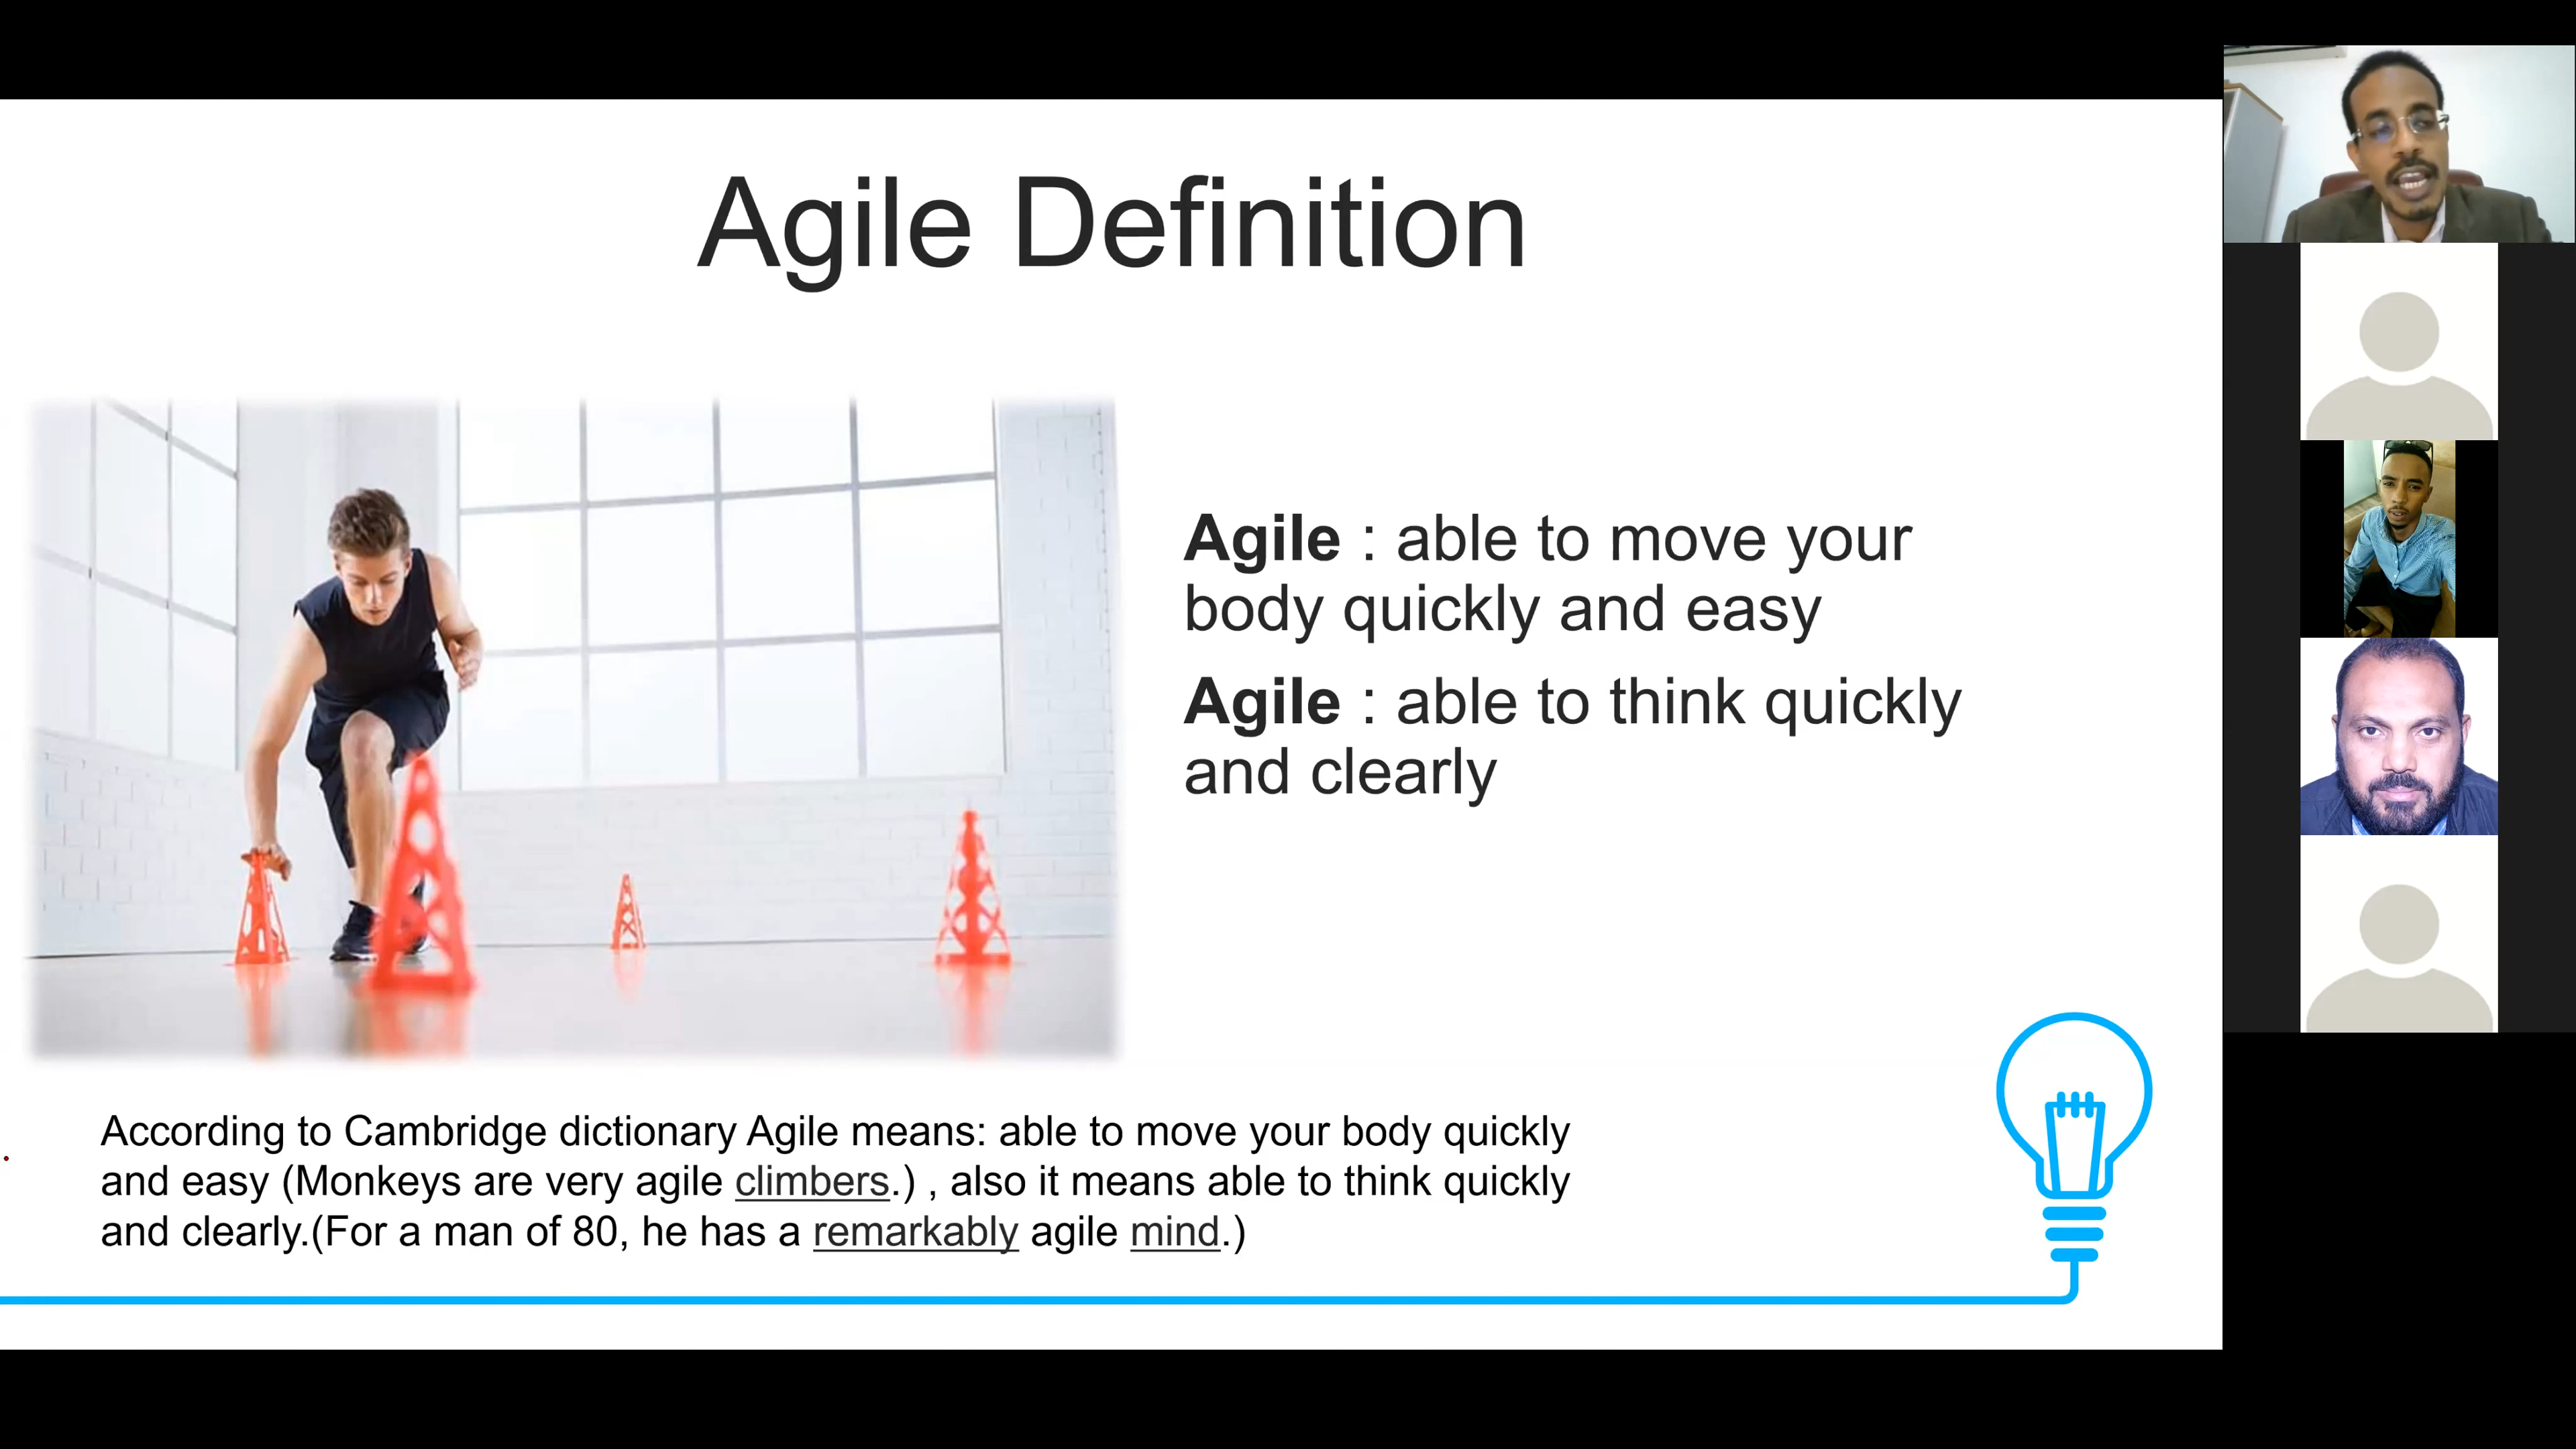 Agile Definition
Agile : able to move your
body quickly and easy
Agile : able to think quickly
and clearly
According to Cambridge dictionary Agile means: able to move your body quickly
and easy (Monkeys are very agile climbers.) , also it means able to think quickly
and clearly.(For a man of 80, he has a remarkably agile mind.)